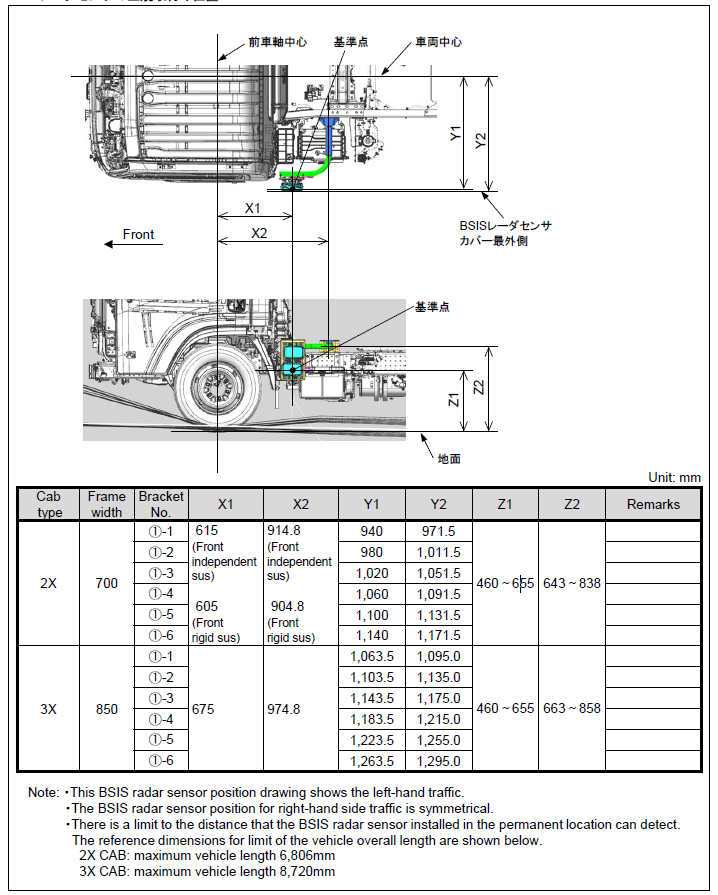 前車軸中心 基準点 車両中心
Y1 Y2
X1
X2
Front
BSISレーダセンサ
カバー最外側
基準点
Z1 Z2
地面
Unit: mm
Cab type Frame width Bracket No. X1 X2 Y1 Y2 Z1 Z2 Remarks
2X 700 460～655 643～838
615 (Front independent sus) 914.8 (Front independent sus)
605 (Front rigid sus) 904.8 (Front rigid sus)
①-1 940 971.5
①-2 980 1,011.5
①-3 1,020 1,051.5
①-4 1,060 1,091.5
①-5 1,100 1,131.5
①-6 1,140 1,171.5
3X 850 675 974.8 460～655 663～858
①-1 1,063.5 1,095.0
①-2 1,103.5 1,135.0
①-3 1,143.5 1,175.0
①-4 1,183.5 1,215.0
①-5 1,223.5 1,255.0
①-6 1,263.5 1,295.0
Note: ・This BSIS radar sensor position drawing shows the left-hand traffic.
・The BSIS radar sensor position for right-hand side traffic is symmetrical.
・There is a limit to the distance that the BSIS radar sensor installed in the permanent location can detect.
The reference dimensions for limit of the vehicle overall length are shown below.
2X CAB: maximum vehicle length 6,806mm
3X CAB: maximum vehicle length 8,720mm